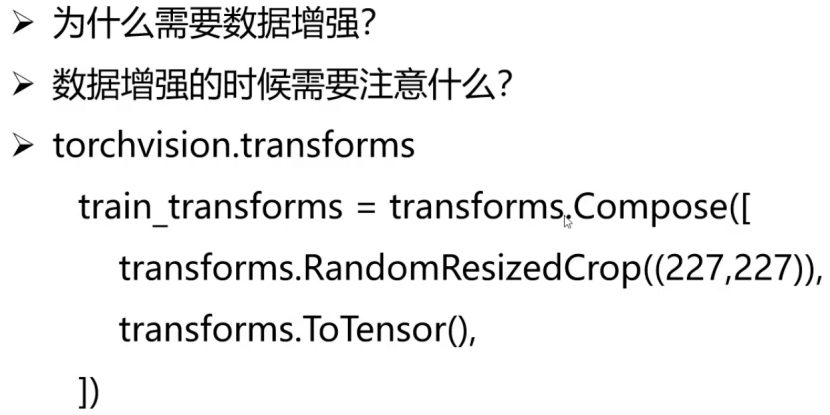 ➢ 为什么需要数据增强?
➢ 数据增强的时候需要注意什么?
➢ torchvision.transforms
train_transforms = transforms.Compose([
transforms.RandomResizedCrop((227,227)),
transforms.ToTensor(),
])